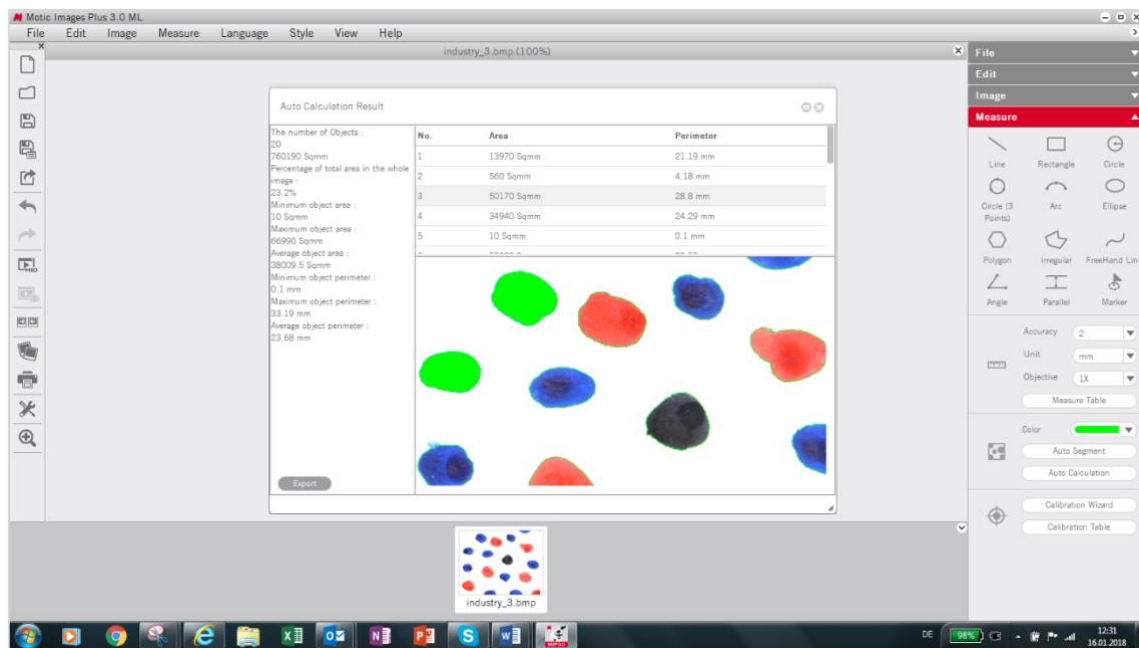 Motic Images Plus 3.0 ML
File Edit Image Measure Language Style View Help
industry_3.bmp (100%)
Auto Calculation Result
The number of Objects :
20
760190 Sqmm
Percentage of total area in the whole
image :
23.2%
Minimum object area :
10 Sqmm
Maximum object area :
66990 Sqmm
Average object area :
38009.5 Sqmm
Minimum object perimeter :
0.1 mm
Maximum object perimeter :
33.19 mm
Average object perimeter :
23.68 mm
Export
No. Area Perimeter
1 13970 Sqmm 21.19 mm
2 560 Sqmm 4.18 mm
3 50170 Sqmm 28.8 mm
4 34940 Sqmm 24.29 mm
5 10 Sqmm 0.1 mm
File
Edit
Image
Measure
Line Rectangle Circle
Circle (3 Arc Ellipse
Points)
Polygon Irregular FreeHand Line
Angle Parallel Marker
Accuracy 2
Unit mm
Objective 1X
Measure Table
Color
Auto Segment
Auto Calculation
Calibration Wizard
Calibration Table
industry_3.bmp
DE 98% 12:31
16.01.2018